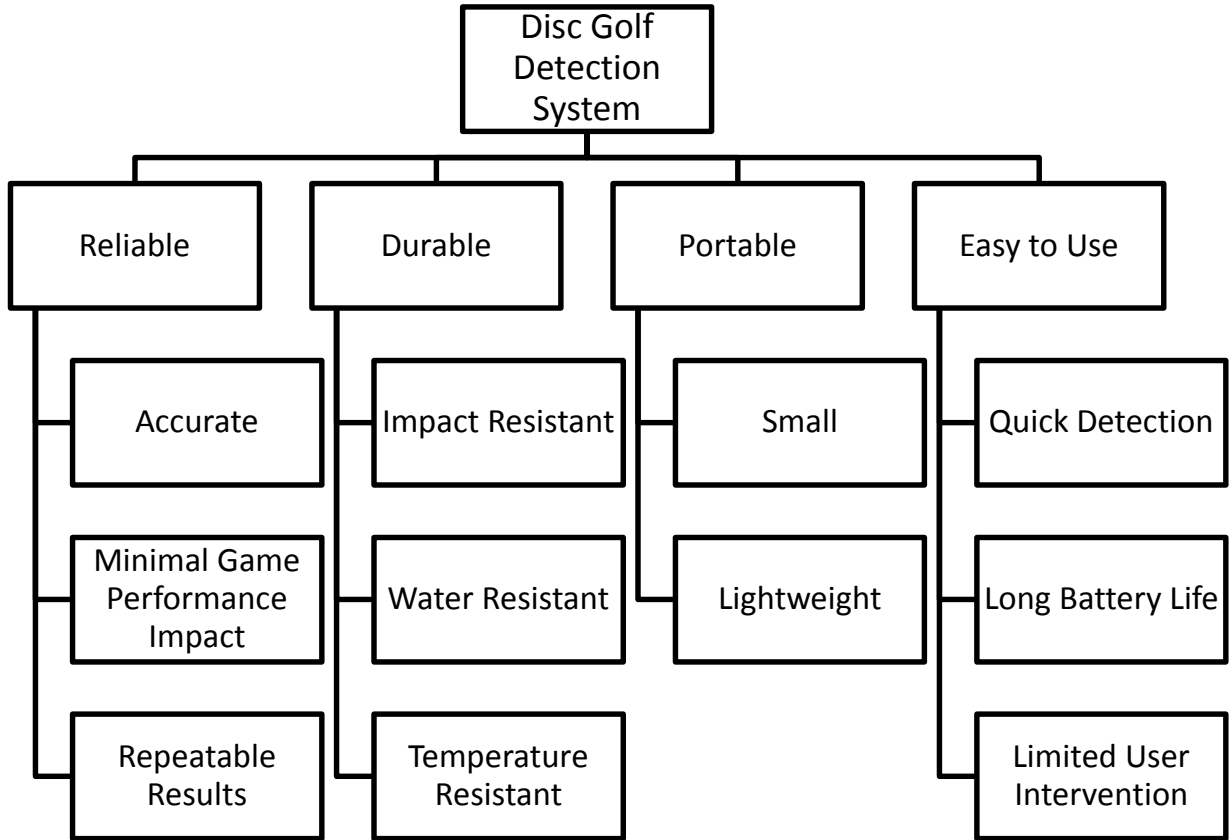 Disc Golf
Detection
System
Reliable
Durable
Portable
Easy to Use
Accurate
Impact Resistant
Small
Quick Detection
Minimal Game
Performance
Impact
Water Resistant
Lightweight
Long Battery Life
Repeatable
Results
Temperature
Resistant
Limited User
Intervention